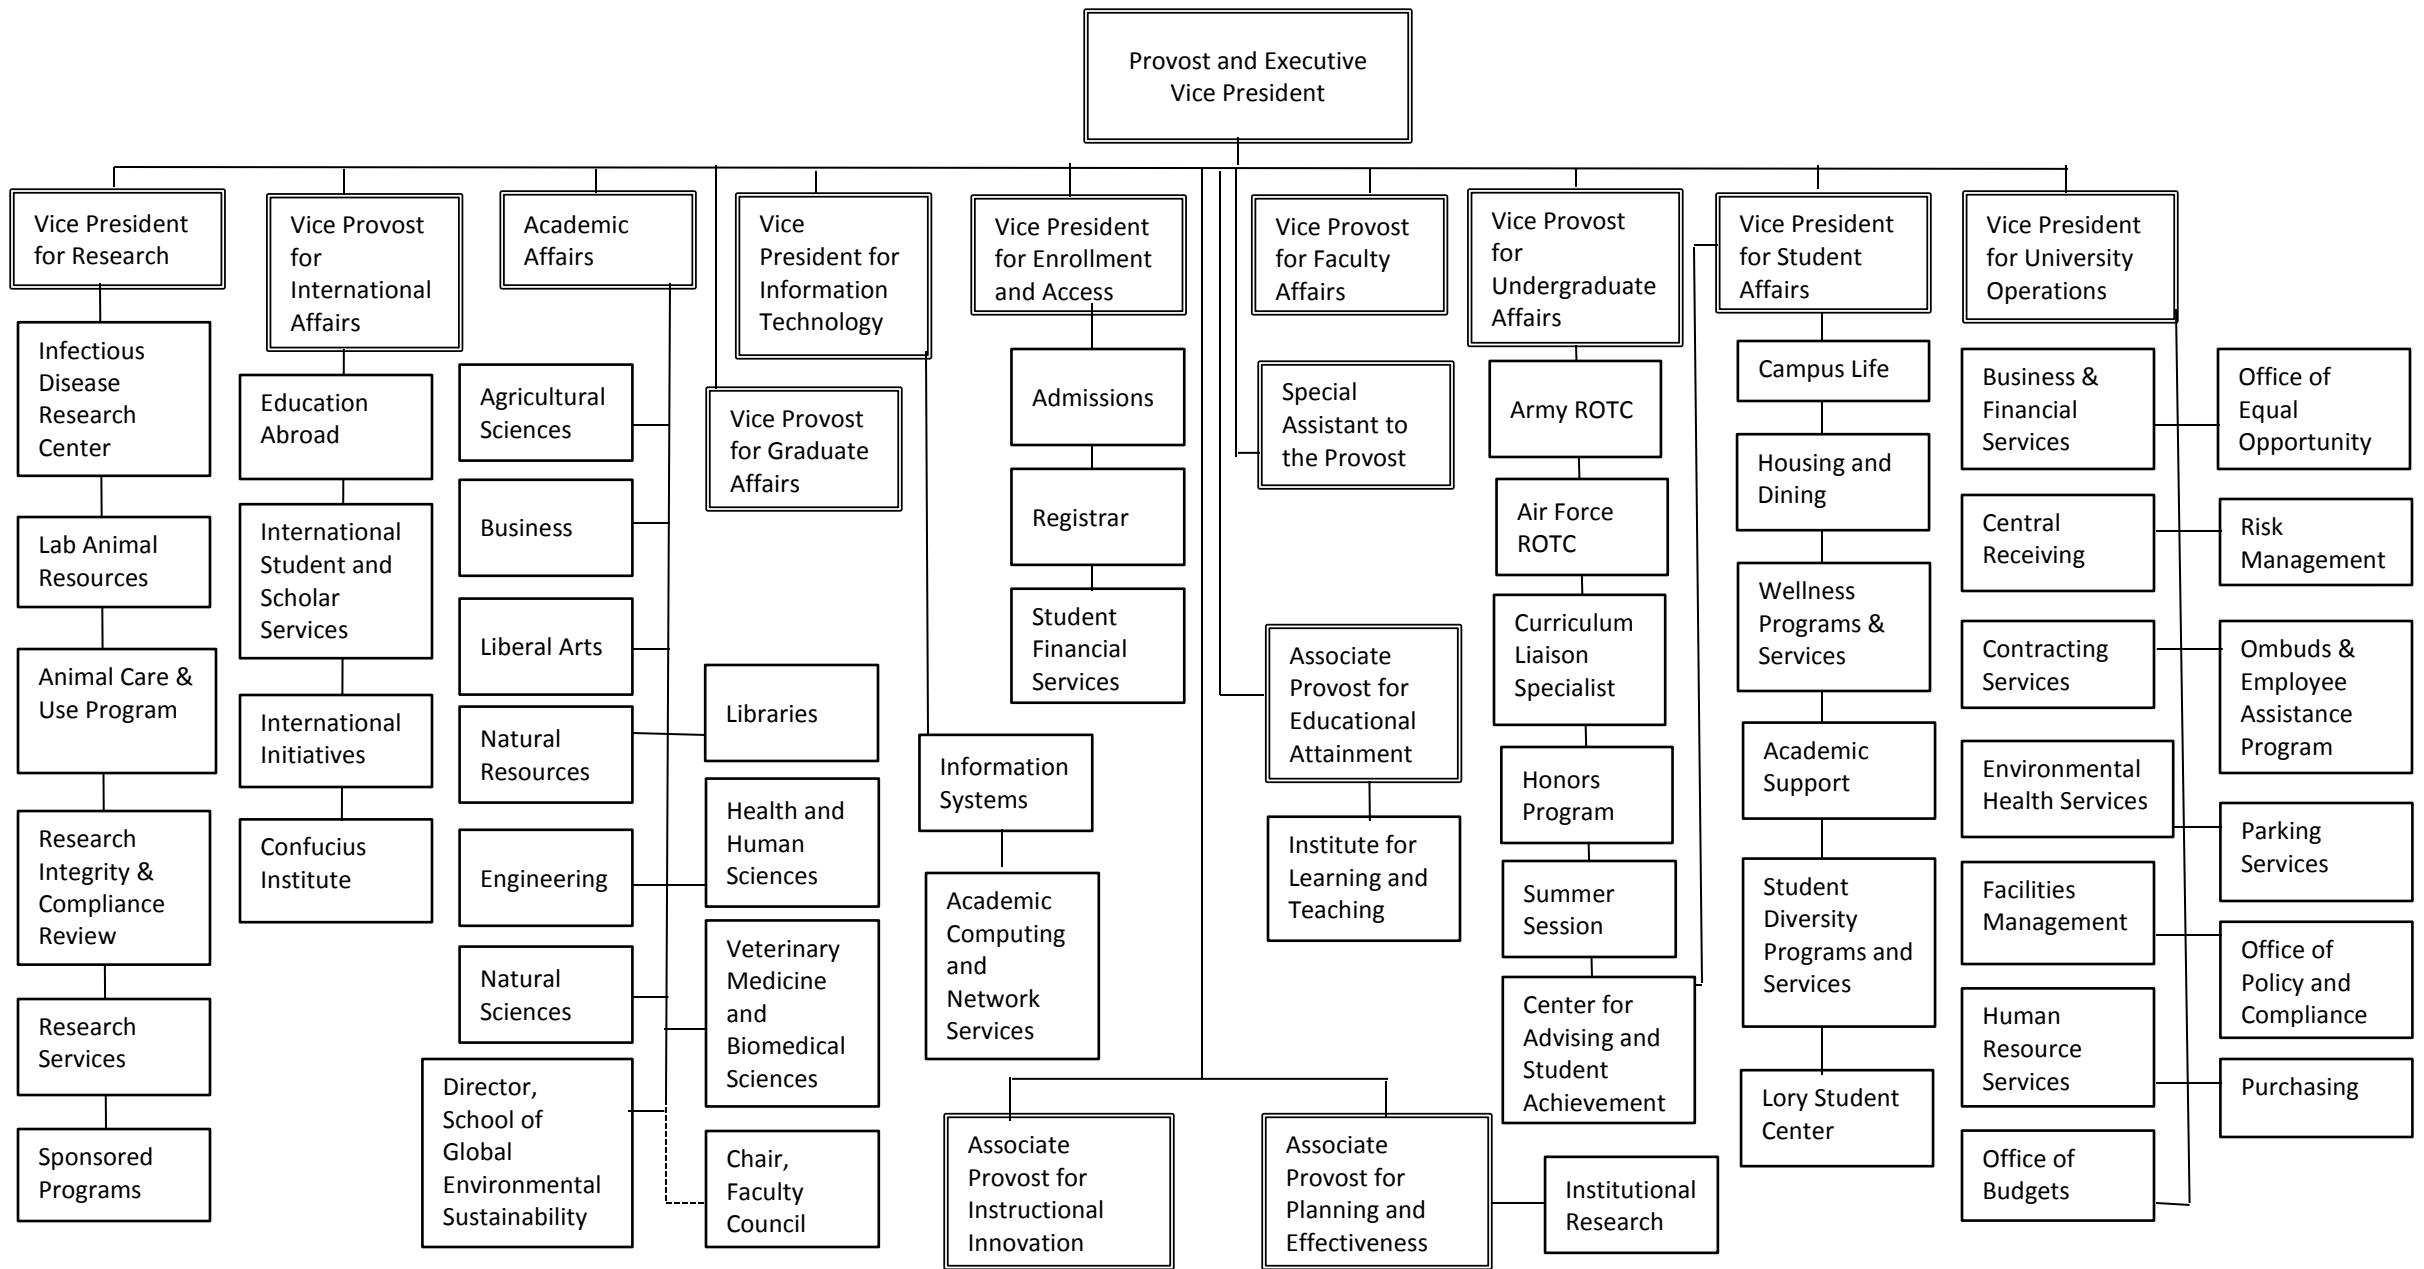 Provost and Executive
Vice President
Vice President
for Research
Infectious
Disease
Research
Center
Lab Animal
Resources
Animal Care &
Use Program
Research
Integrity &
Compliance
Review
Research
Services
Sponsored
Programs
Vice Provost
for
International
Affairs
Education
Abroad
International
Student and
Scholar
Services
International
Initiatives
Confucius
Institute
Academic
Affairs
Agricultural
Sciences
Business
Liberal Arts
Natural
Resources
Engineering
Natural
Sciences
Director,
School of
Global
Environmental
Sustainability
Libraries
Health and
Human
Sciences
Veterinary
Medicine
and
Biomedical
Sciences
Chair,
Faculty
Council
Vice Provost
for Graduate
Affairs
Vice
President for
Information
Technology
Information
Systems
Academic
Computing
and
Network
Services
Vice President
for Enrollment
and Access
Admissions
Registrar
Student
Financial
Services
Associate
Provost for
Instructional
Innovation
Vice Provost
for Faculty
Affairs
Special
Assistant to
the Provost
Associate
Provost for
Educational
Attainment
Institute for
Learning and
Teaching
Associate
Provost for
Planning and
Effectiveness
Institutional
Research
Vice Provost
for
Undergraduate
Affairs
Army ROTC
Air Force
ROTC
Curriculum
Liaison
Specialist
Honors
Program
Summer
Session
Center for
Advising and
Student
Achievement
Vice President
for Student
Affairs
Campus Life
Housing and
Dining
Wellness
Programs &
Services
Academic
Support
Student
Diversity
Programs and
Services
Lory Student
Center
Vice President
for University
Operations
Business &
Financial
Services
Central
Receiving
Contracting
Services
Environmental
Health Services
Facilities
Management
Human
Resource
Services
Office of
Budgets
Office of
Equal
Opportunity
Risk
Management
Ombuds &
Employee
Assistance
Program
Parking
Services
Office of
Policy and
Compliance
Purchasing